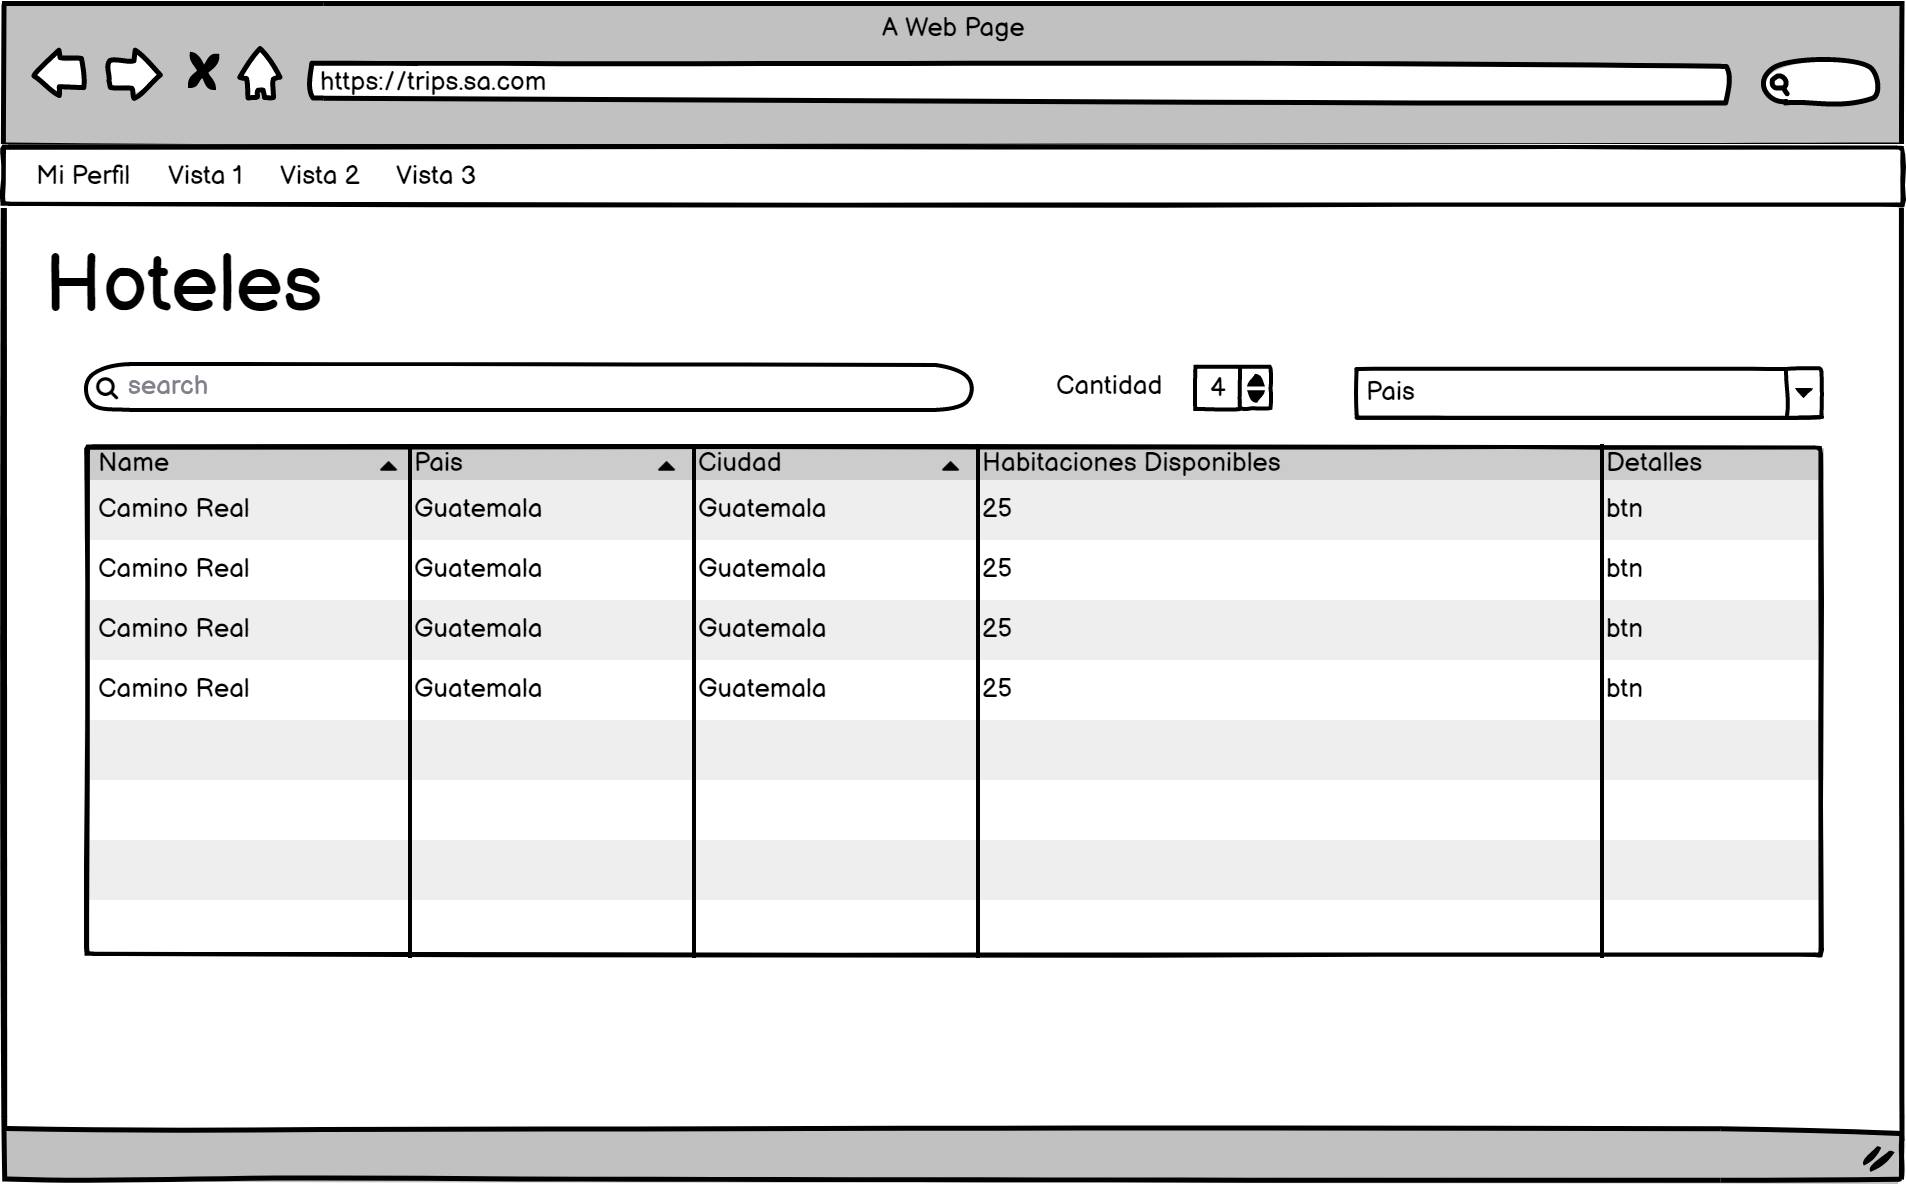 A Web Page
https://trips.sa.com
Mi Perfil Vista 1 Vista 2 Vista 3
Hoteles
search Cantidad 4 Pais
Name Pais Ciudad Habitaciones Disponibles Detalles
Camino Real Guatemala Guatemala 25 btn
Camino Real Guatemala Guatemala 25 btn
Camino Real Guatemala Guatemala 25 btn
Camino Real Guatemala Guatemala 25 btn